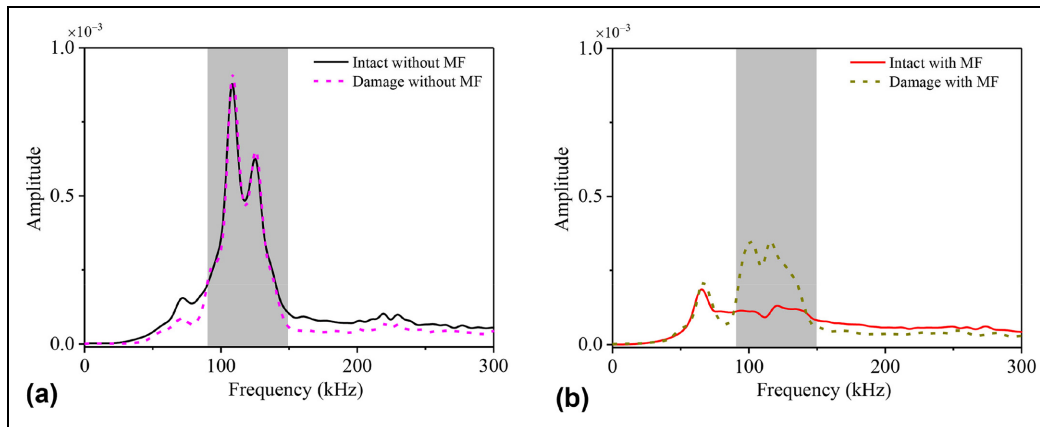 ×10⁻³
1.0
0.5
0.0
Amplitude
Intact without MF
Damage without MF
0
100
200
300
Frequency (kHz)
(a)
×10⁻³
1.0
0.5
0.0
Amplitude
Intact with MF
Damage with MF
0
100
200
300
Frequency (kHz)
(b)